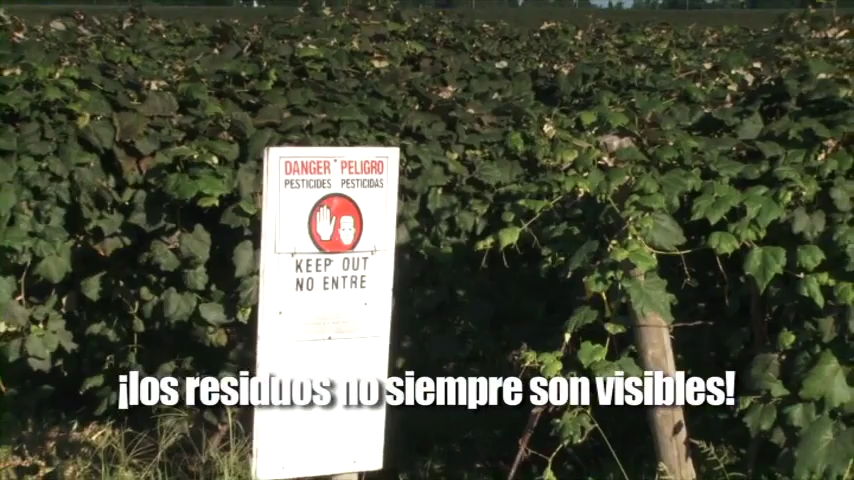 DANGER PELIGRO
PESTICIDES PESTICIDAS
KEEP OUT
NO ENTRE
¡los residuos no siempre son visibles!